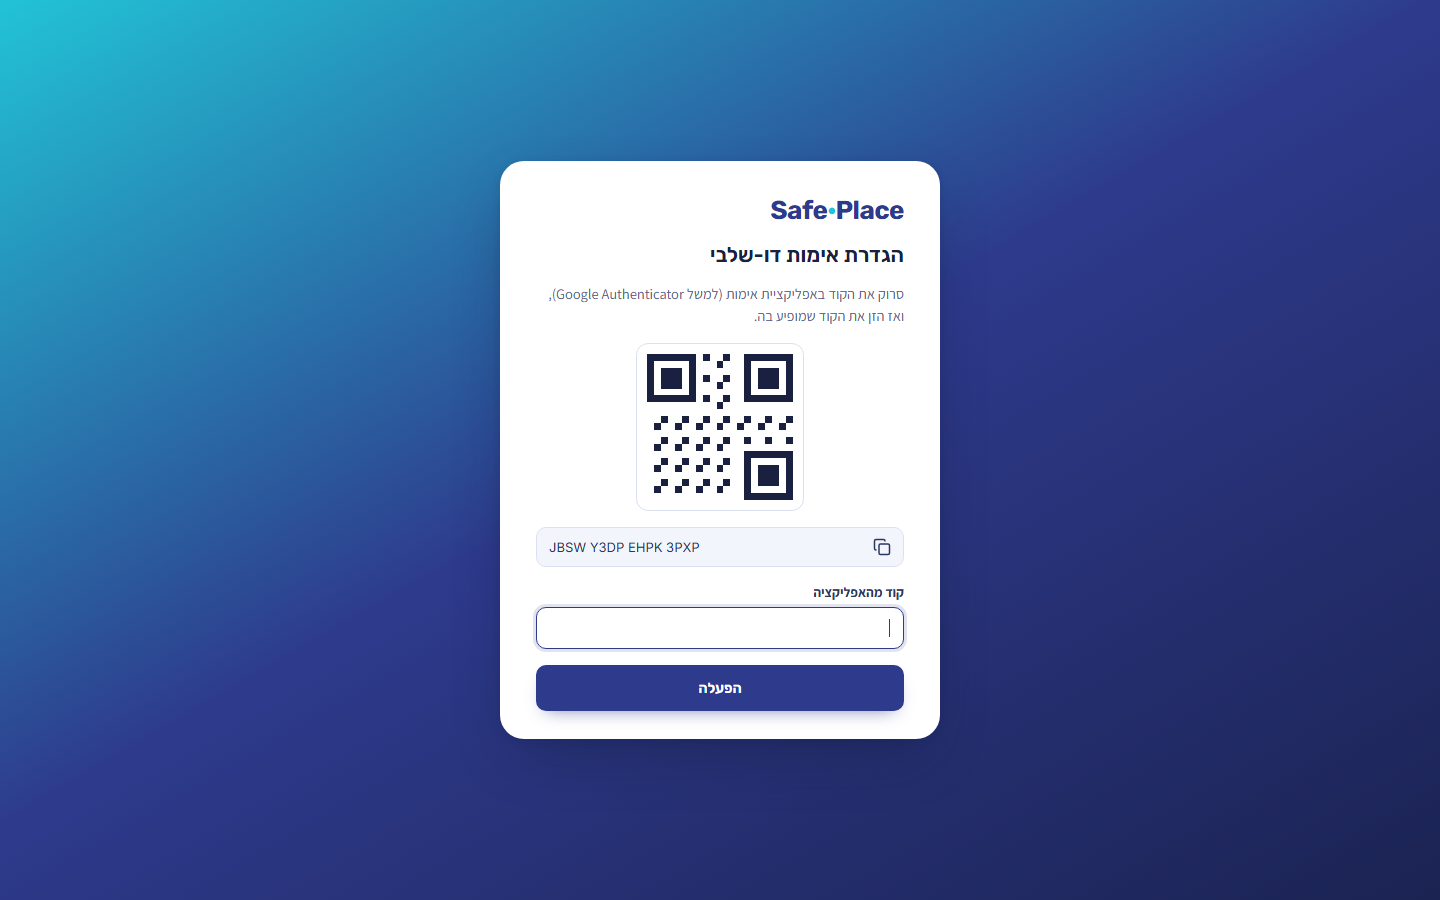 Safe•Place
הגדרת אימות דו-שלבי
סרוק את הקוד באפליקציית אימות (למשל Google Authenticator),
ואז הזן את הקוד שמופיע בה.
JBSW Y3DP EHPK 3PXP
קוד מהאפליקציה
הפעלה